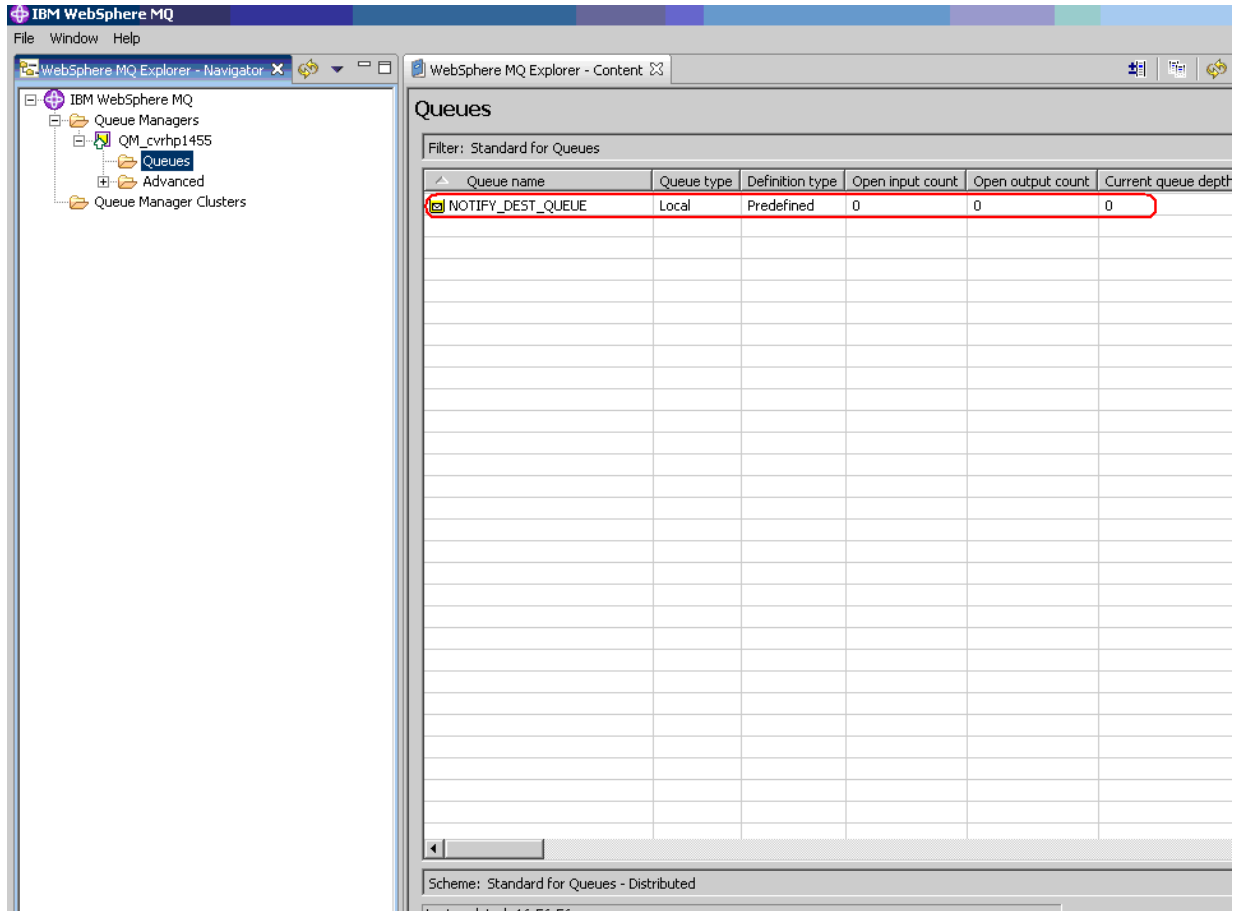 IBM WebSphere MQ
File Window Help
WebSphere MQ Explorer - Navigator
IBM WebSphere MQ
Queue Managers
QM_cvrhp1455
Queues
Advanced
Queue Manager Clusters
WebSphere MQ Explorer - Content
Queues
Filter: Standard for Queues
Queue name Queue type Definition type Open input count Open output count Current queue depth
NOTIFY_DEST_QUEUE Local Predefined 0 0 0
Scheme: Standard for Queues - Distributed